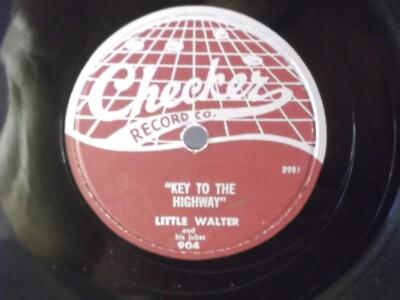 Checker
RECORD CO.
8981
"KEY TO THE
HIGHWAY"
LITTLE WALTER
and
his Jukes
904